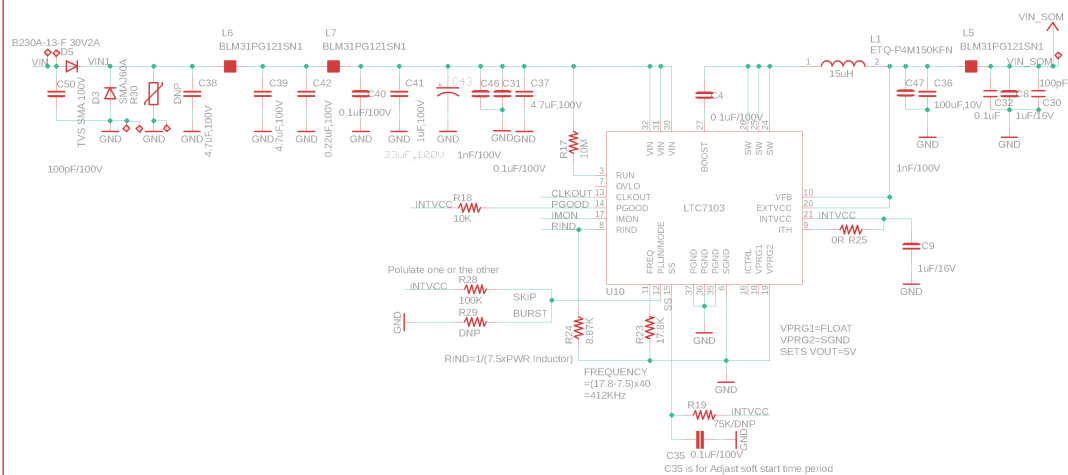 B230A-13-F 30V2A
D5
VIN
VIN1
C50
100pF/100V
TVS SMA 100V
D3
SMAJ60A
R30
DNP
GND
GND
C38
4.7uF,100V
GND
L6
BLM31PG121SN1
C39
4.7uF,100V
GND
C42
0.22uF,100V
GND
L7
BLM31PG121SN1
C40
0.1uF/100V
GND
C41
1uF,100V
GND
C43
33uF,100V
GND
C46
C31
1nF/100V
0.1uF/100V
GND
C37
4.7uF,100V
GND
R17
10M
C4
0.1uF/100V
L1
ETQ-P4M150KFN
1
2
15uH
C47
C36
100uF,10V
GND
1nF/100V
L5
BLM31PG121SN1
VIN_SOM
VIN_SOM
C32
0.1uF
C8
1uF/16V
100pF
C30
GND
32
31
30
27
26
25
24
VIN
VIN
VIN
BOOST
SW
SW
SW
3
RUN
7
OVLO
CLKOUT
13
CLKOUT
PGOOD
14
PGOOD
IMON
17
IMON
RIND
8
RIND
LTC7103
VFB
10
EXTVCC
20
INTVCC
21
INTVCC
ITH
9
0R R25
C9
1uF/16V
GND
INTVCC
R18
10K
FREQ
PLLIN/MODE
SS
PGND
PGND
PGND
SGND
ICTRL
VPRG1
VPRG2
U10
11
12
15
37
36
35
6
16
18
19
SS
GND
Polulate one or the other
INTVCC
R28
100K
SKIP
R29
DNP
BURST
GND
R24
8.87K
R23
17.8K
RIND=1/(7.5xPWR Inductor)
FREQUENCY
=(17.8-7.5)x40
=412KHz
GND
VPRG1=FLOAT
VPRG2=SGND
SETS VOUT=5V
R19
INTVCC
75K/DNP
C35
0.1uF/100V
GND
C35 is for Adjust soft start time period